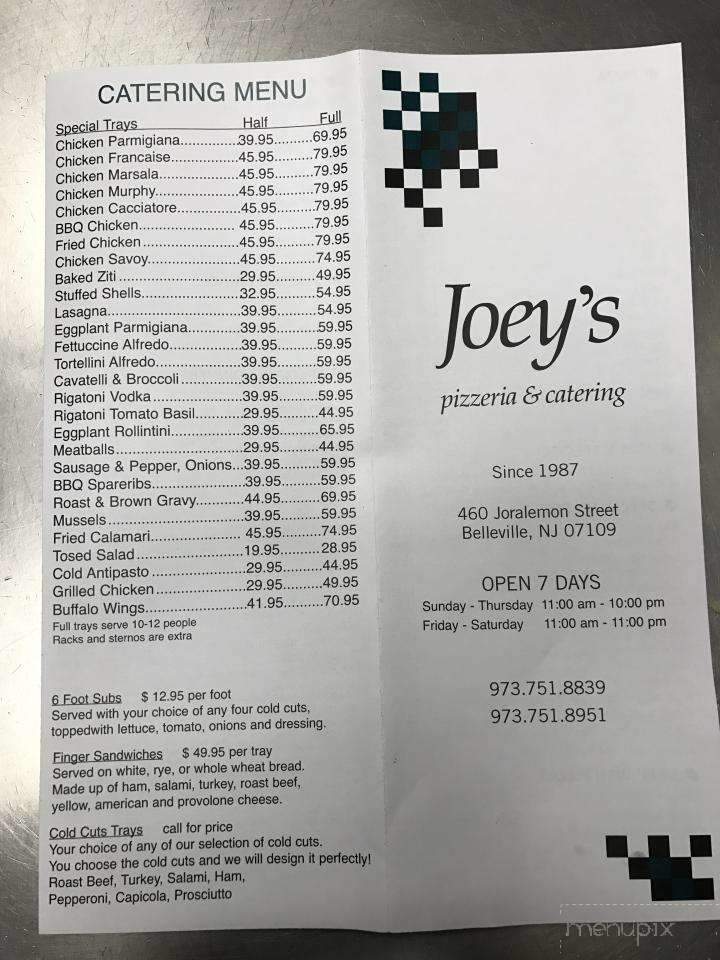 CATERING MENU
Special Trays Half Full
Chicken Parmigiana..............39.95.........69.95
Chicken Francaise................45.95.........79.95
Chicken Marsala...................45.95.........79.95
Chicken Murphy....................45.95.........79.95
Chicken Cacciatore...............45.95.........79.95
BBQ Chicken........................ 45.95.........79.95
Fried Chicken ........................45.95.........79.95
Chicken Savoy......................45.95.........74.95
Baked Ziti ..............................29.95.........49.95
Stuffed Shells........................32.95.........54.95
Lasagna.................................39.95.........54.95
Eggplant Parmigiana.............39.95.........59.95
Fettuccine Alfredo..................39.95.........59.95
Tortellini Alfredo.....................39.95.........59.95
Cavatelli & Broccoli ...............39.95.........59.95
Rigatoni Vodka ......................39.95.........59.95
Rigatoni Tomato Basil............29.95.........44.95
Eggplant Rollintini..................39.95.........65.95
Meatballs ................................29.95.........44.95
Sausage & Pepper, Onions...39.95.........59.95
BBQ Spareribs.......................39.95.........59.95
Roast & Brown Gravy............44.95.........69.95
Mussels ..................................39.95.........59.95
Fried Calamari....................... 45.95.........74.95
Tosed Salad ...........................19.95.........28.95
Cold Antipasto .......................29.95.........44.95
Grilled Chicken ......................29.95.........49.95
Buffalo Wings.........................41.95.........70.95
Full trays serve 10-12 people
Racks and sternos are extra
6 Foot Subs $ 12.95 per foot
Served with your choice of any four cold cuts,
toppedwith lettuce, tomato, onions and dressing.
Finger Sandwiches $ 49.95 per tray
Served on white, rye, or whole wheat bread.
Made up of ham, salami, turkey, roast beef,
yellow, american and provolone cheese.
Cold Cuts Trays call for price
Your choice of any of our selection of cold cuts.
You choose the cold cuts and we will design it perfectly!
Roast Beef, Turkey, Salami, Ham,
Pepperoni, Capicola, Prosciutto
Joey's
pizzeria & catering
Since 1987
460 Joralemon Street
Belleville, NJ 07109
OPEN 7 DAYS
Sunday - Thursday 11:00 am - 10:00 pm
Friday - Saturday 11:00 am - 11:00 pm
973.751.8839
973.751.8951
menupix